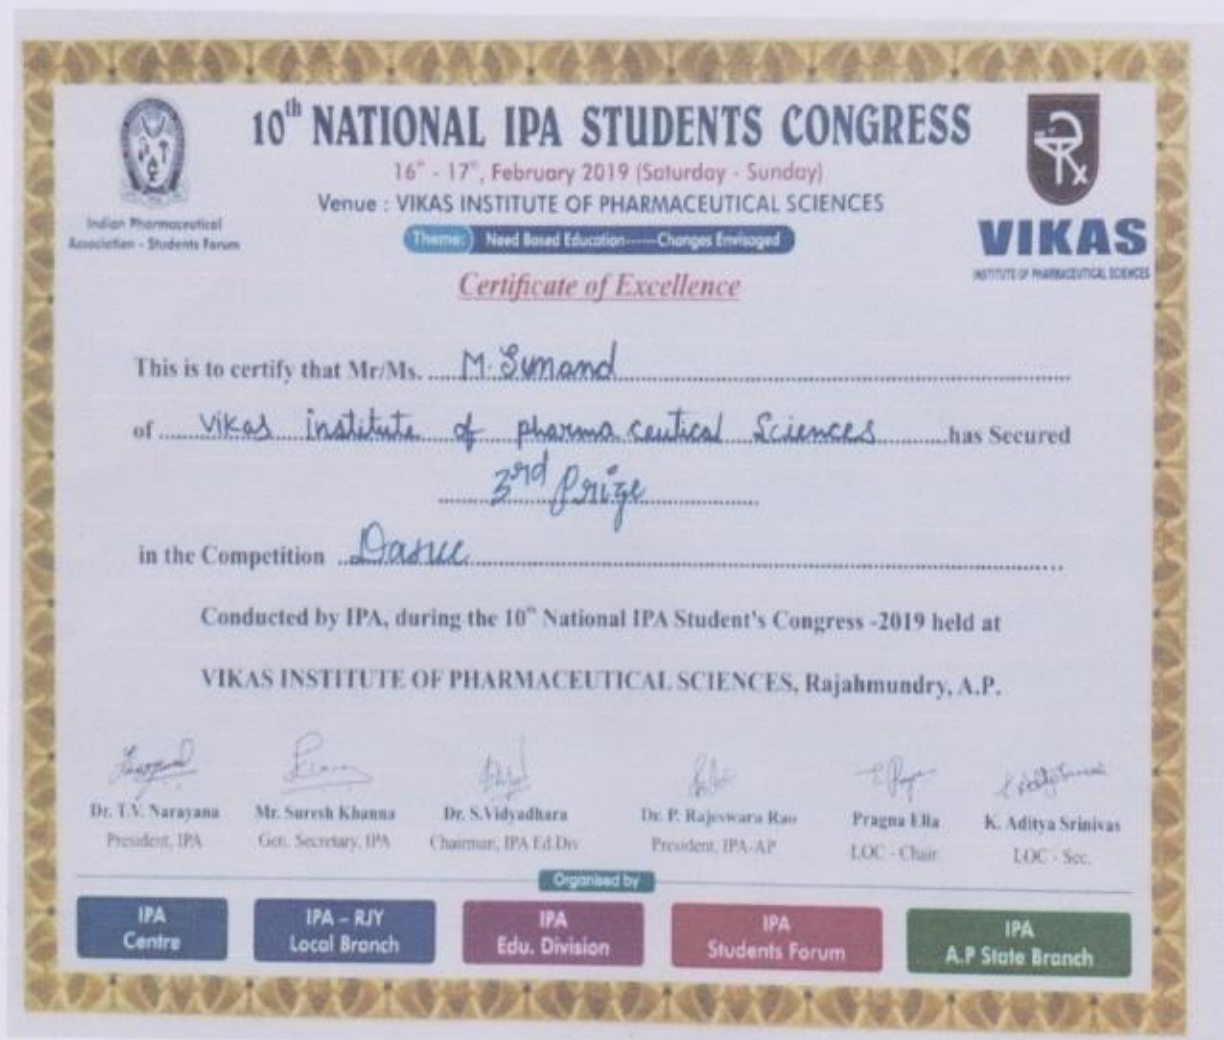 10th NATIONAL IPA STUDENTS CONGRESS
16th - 17th, February 2019 (Saturday - Sunday)
Venue : VIKAS INSTITUTE OF PHARMACEUTICAL SCIENCES
Theme: Need Based Education------Changes Envisaged
Indian Pharmaceutical
Association - Students Forum
Rx
VIKAS
INSTITUTE OF PHARMACEUTICAL SCIENCES
Certificate of Excellence
This is to certify that Mr/Ms. M. Sunand
of Vikas institute of pharma ceutical Sciences has Secured
3rd Prize
in the Competition Dance
Conducted by IPA, during the 10th National IPA Student's Congress -2019 held at
VIKAS INSTITUTE OF PHARMACEUTICAL SCIENCES, Rajahmundry, A.P.
Dr. T.V. Narayana Mr. Suresh Khanna Dr. S.Vidyadhara Dr. P. Rajeswara Rao Pragna Ella K. Aditya Srinivas
President, IPA Gen. Secretary, IPA Chairman, IPA Ed Div President, IPA-AP LOC - Chair LOC - Sec.
Organised by
IPA
Centre
IPA – RJY
Local Branch
IPA
Edu. Division
IPA
Students Forum
IPA
A.P State Branch